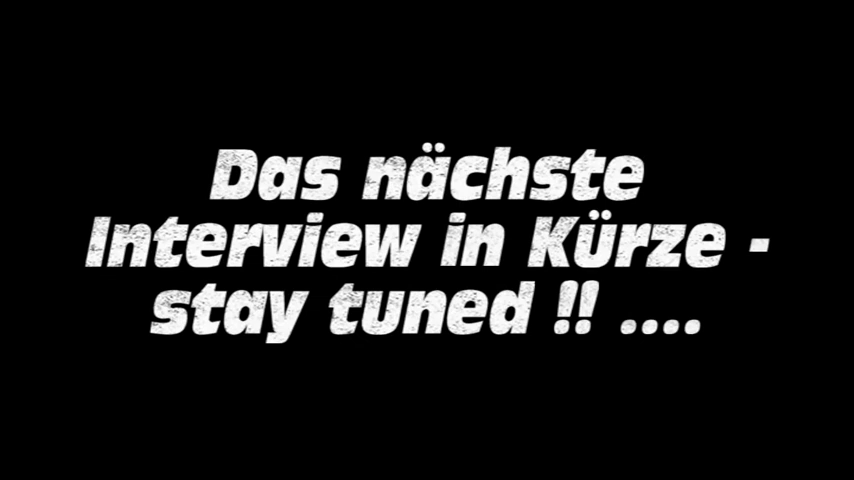 Das nächste
Interview in Kürze -
stay tuned !! ....